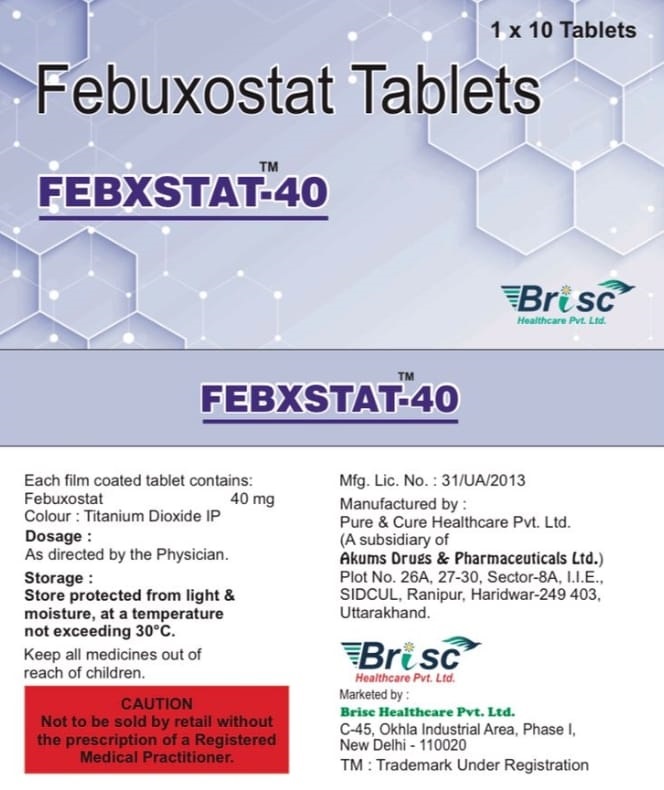 1 x 10 Tablets
Febuxostat Tablets
FEBXSTAT-40™
Brisc
Healthcare Pvt. Ltd.
FEBXSTAT-40™
Each film coated tablet contains:
Febuxostat 40 mg
Colour : Titanium Dioxide IP
Dosage :
As directed by the Physician.
Storage :
Store protected from light &
moisture, at a temperature
not exceeding 30°C.
Keep all medicines out of
reach of children.
CAUTION
Not to be sold by retail without
the prescription of a Registered
Medical Practitioner.
Mfg. Lic. No. : 31/UA/2013
Manufactured by :
Pure & Cure Healthcare Pvt. Ltd.
(A subsidiary of
Akums Drugs & Pharmaceuticals Ltd.)
Plot No. 26A, 27-30, Sector-8A, I.I.E.,
SIDCUL, Ranipur, Haridwar-249 403,
Uttarakhand.
Brisc
Healthcare Pvt. Ltd.
Marketed by :
Brisc Healthcare Pvt. Ltd.
C-45, Okhla Industrial Area, Phase I,
New Delhi - 110020
TM : Trademark Under Registration